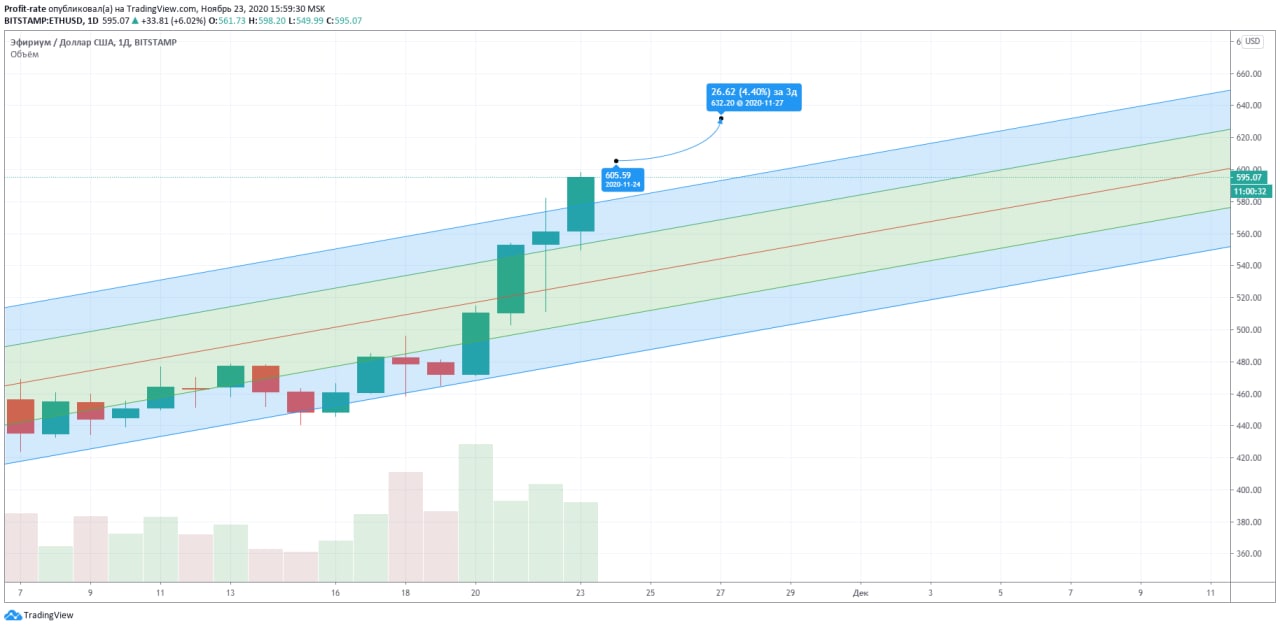 Profit-rate опубликовал(а) на TradingView.com, Ноябрь 23, 2020 15:59:30 MSK
BITSTAMP:ETHUSD, 1D 595.07 ▲ +33.81 (+6.02%) O:561.73 H:598.20 L:549.99 C:595.07
Эфириум / Доллар США, 1Д, BITSTAMP
Объём
USD
660.00
26.62 (4.40%) за 3д
632.20 @ 2020-11-27
640.00
620.00
600.00
605.59
2020-11-24
595.07
11:00:32
580.00
560.00
540.00
520.00
500.00
480.00
460.00
440.00
420.00
400.00
380.00
360.00
7 9 11 13 16 18 20 23 25 27 29 Дек 3 5 7 9 11
TradingView